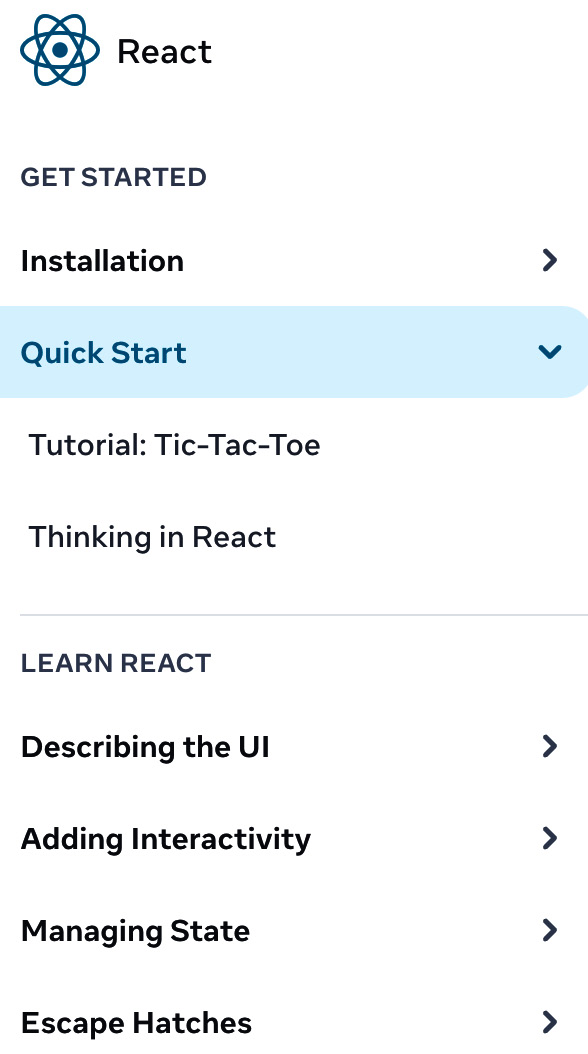 React
GET STARTED
Installation
Quick Start
Tutorial: Tic-Tac-Toe
Thinking in React
LEARN REACT
Describing the UI
Adding Interactivity
Managing State
Escape Hatches